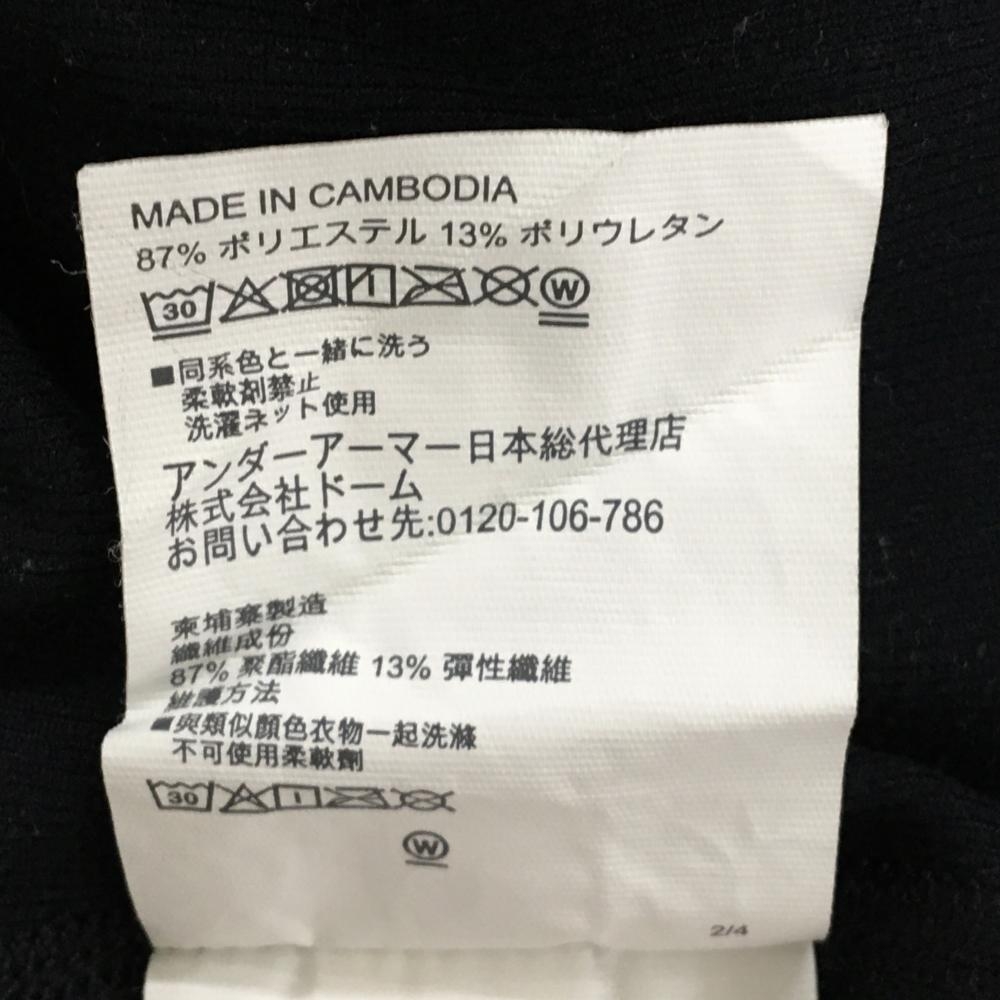 MADE IN CAMBODIA
87% ポリエステル 13% ポリウレタン
30 W
■同系色と一緒に洗う
柔軟剤禁止
洗濯ネット使用
アンダーアーマー日本総代理店
株式会社ドーム
お問い合わせ先:0120-106-786
柬埔寨製造
纖維成份
87% 聚酯纖維 13% 彈性纖維
維護方法
■與類似顏色衣物一起洗滌
不可使用柔軟劑
30
W
2/4